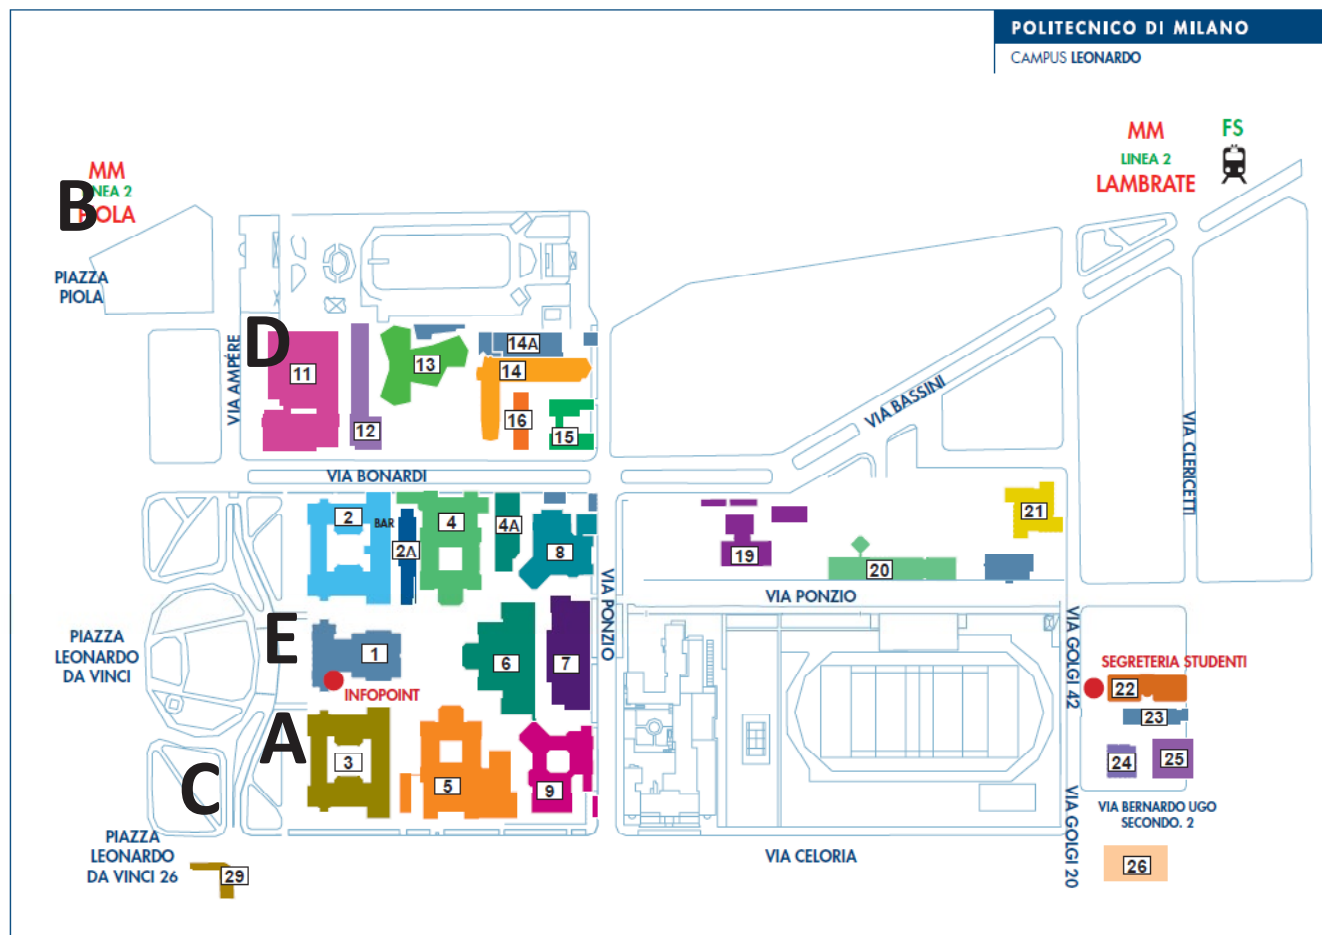 POLITECNICO DI MILANO
CAMPUS LEONARDO
MM
FS
LINEA 2
LAMBRATE
MM
B
NEA 2
OLA
PIAZZA
PIOLA
VIA AMPÉRE
D
11
12
13
14A
14
16
15
VIA BASSINI
VIA CLERICETTI
VIA BONARDI
2
BAR
2A
4
4A
8
19
20
21
VIA PONZIO
VIA PONZIO
E
1
INFOPOINT
6
7
PIAZZA
LEONARDO
DA VINCI
VIA GOLGI 42
SEGRETERIA STUDENTI
22
23
24
25
A
3
5
9
C
VIA BERNARDO UGO
SECONDO. 2
VIA GOLGI 20
26
PIAZZA
LEONARDO
DA VINCI 26
29
VIA CELORIA